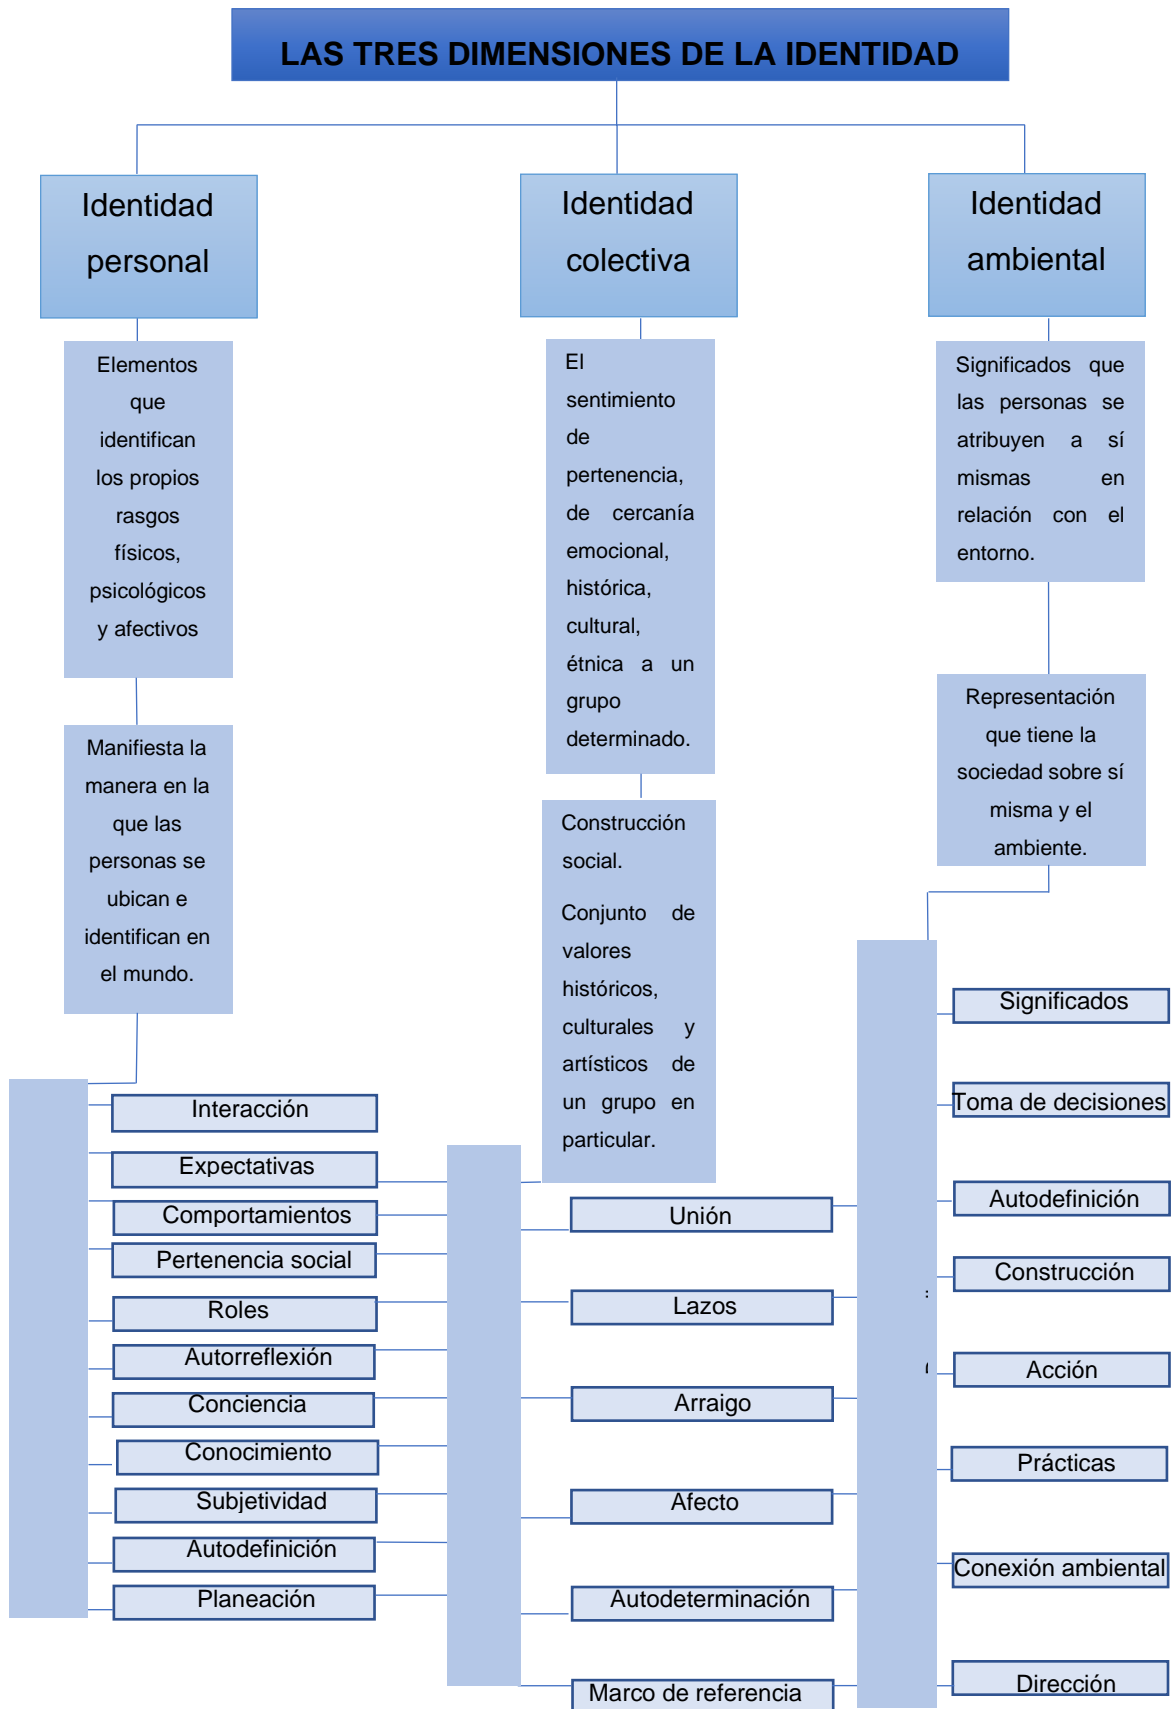 LAS TRES DIMENSIONES DE LA IDENTIDAD
Identidad
personal
Elementos
que
identifican
los propios
rasgos
físicos,
psicológicos
y afectivos
Manifiesta la
manera en la
que las
personas se
ubican e
identifican en
el mundo.
Interacción
Expectativas
Comportamientos
Pertenencia social
Roles
Autorreflexión
Conciencia
Conocimiento
Subjetividad
Autodefinición
Planeación
Identidad
colectiva
El
sentimiento
de
pertenencia,
de cercanía
emocional,
histórica,
cultural,
étnica a un
grupo
determinado.
Construcción
social.
Conjunto de
valores
históricos,
culturales y
artísticos de
un grupo en
particular.
Unión
Lazos
Arraigo
Afecto
Autodeterminación
Marco de referencia
Identidad
ambiental
Significados que
las personas se
atribuyen a sí
mismas en
relación con el
entorno.
Representación
que tiene la
sociedad sobre sí
misma y el
ambiente.
Significados
Toma de decisiones
Autodefinición
Construcción
Acción
Prácticas
Conexión ambiental
Dirección